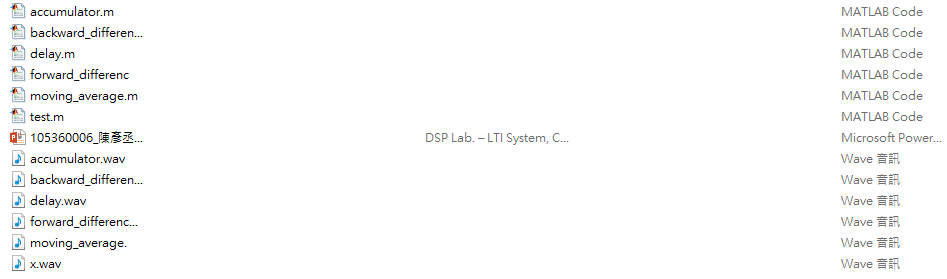 accumulator.m MATLAB Code
backward_differen... MATLAB Code
delay.m MATLAB Code
forward_differenc MATLAB Code
moving_average.m MATLAB Code
test.m MATLAB Code
105360006_陳彥丞... DSP Lab. – LTI System, C... Microsoft Power...
accumulator.wav Wave 音訊
backward_differen... Wave 音訊
delay.wav Wave 音訊
forward_differenc... Wave 音訊
moving_average. Wave 音訊
x.wav Wave 音訊